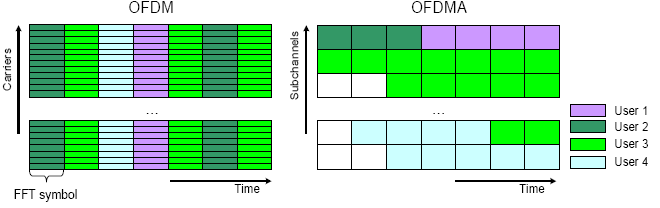 OFDM
OFDMA
Carriers
Subchannels
...
...
User 1
User 2
User 3
User 4
Time
Time
FFT symbol